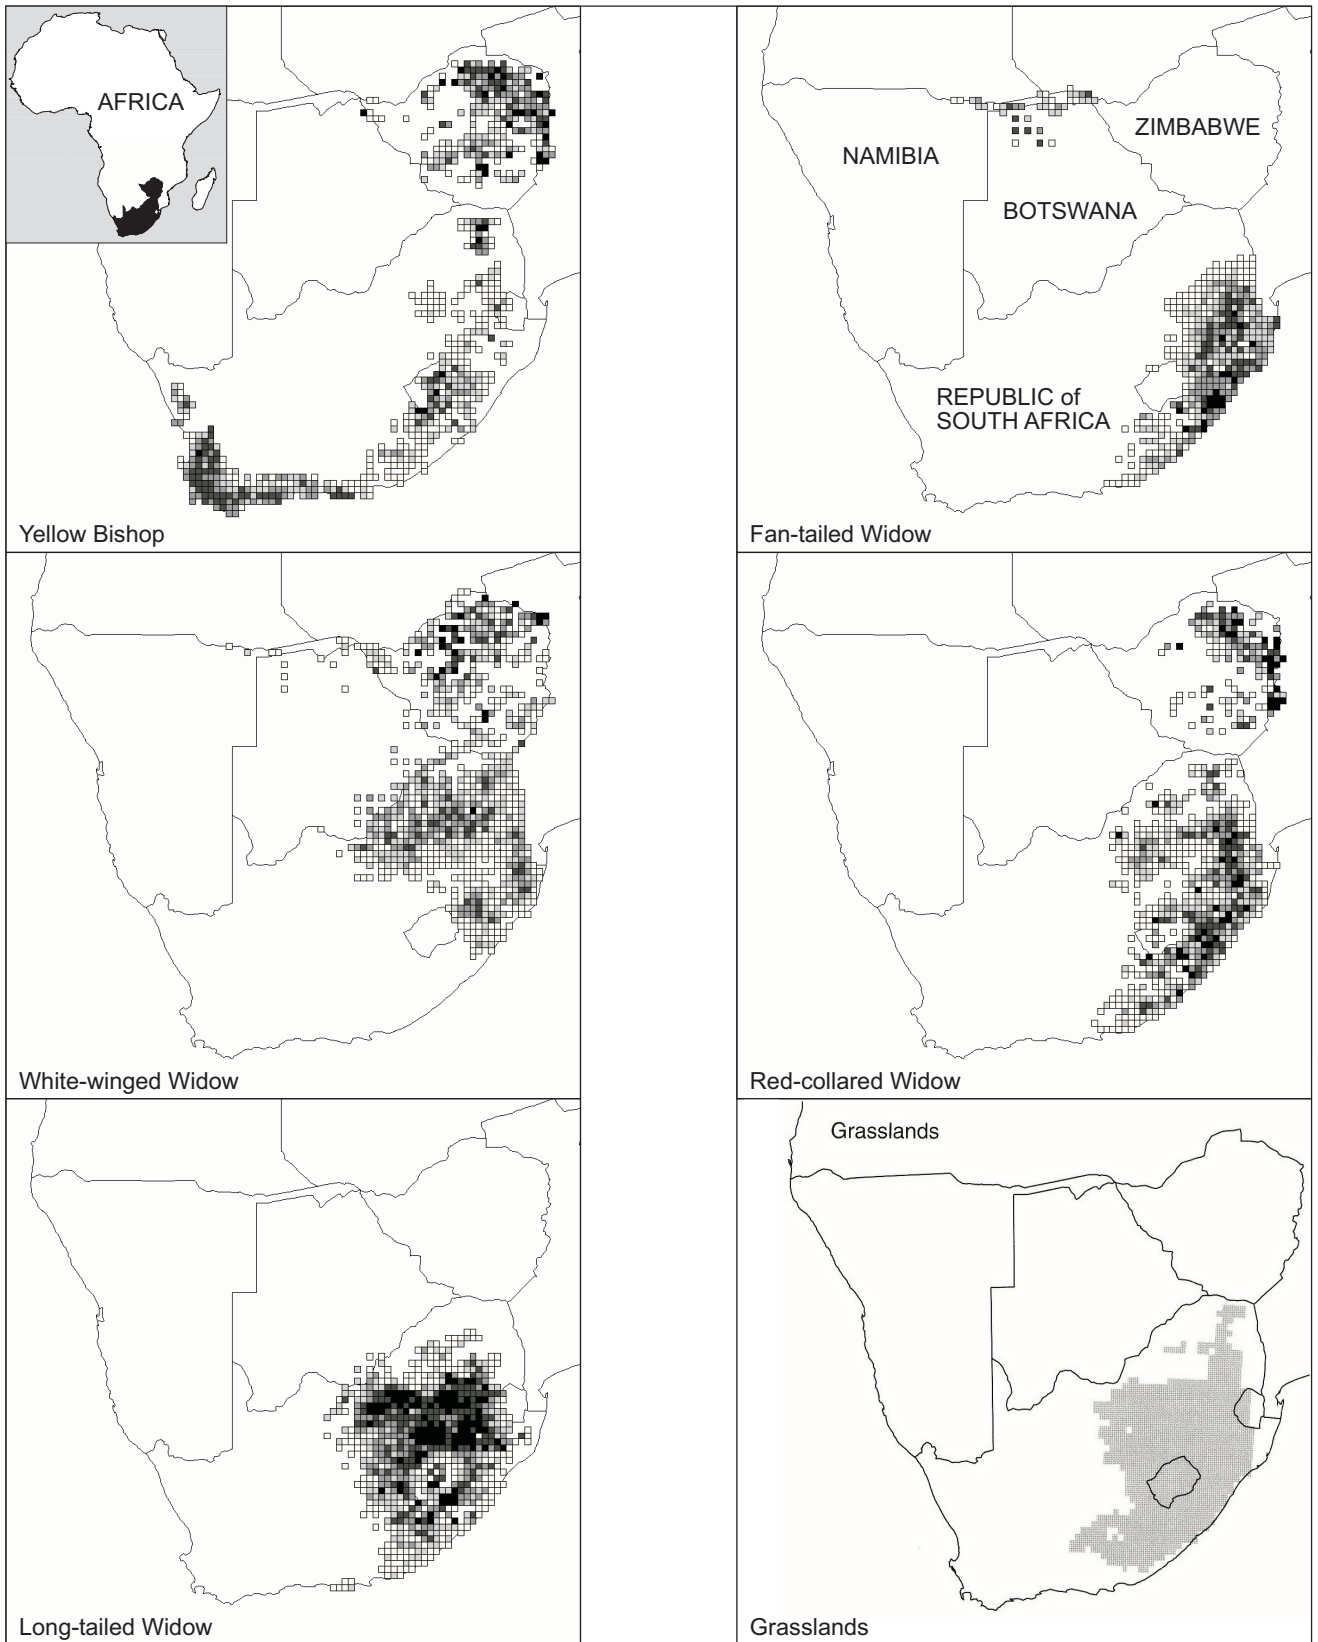 AFRICA
Yellow Bishop
NAMIBIA
ZIMBABWE
BOTSWANA
REPUBLIC of
SOUTH AFRICA
Fan-tailed Widow
White-winged Widow
Red-collared Widow
Long-tailed Widow
Grasslands
Grasslands